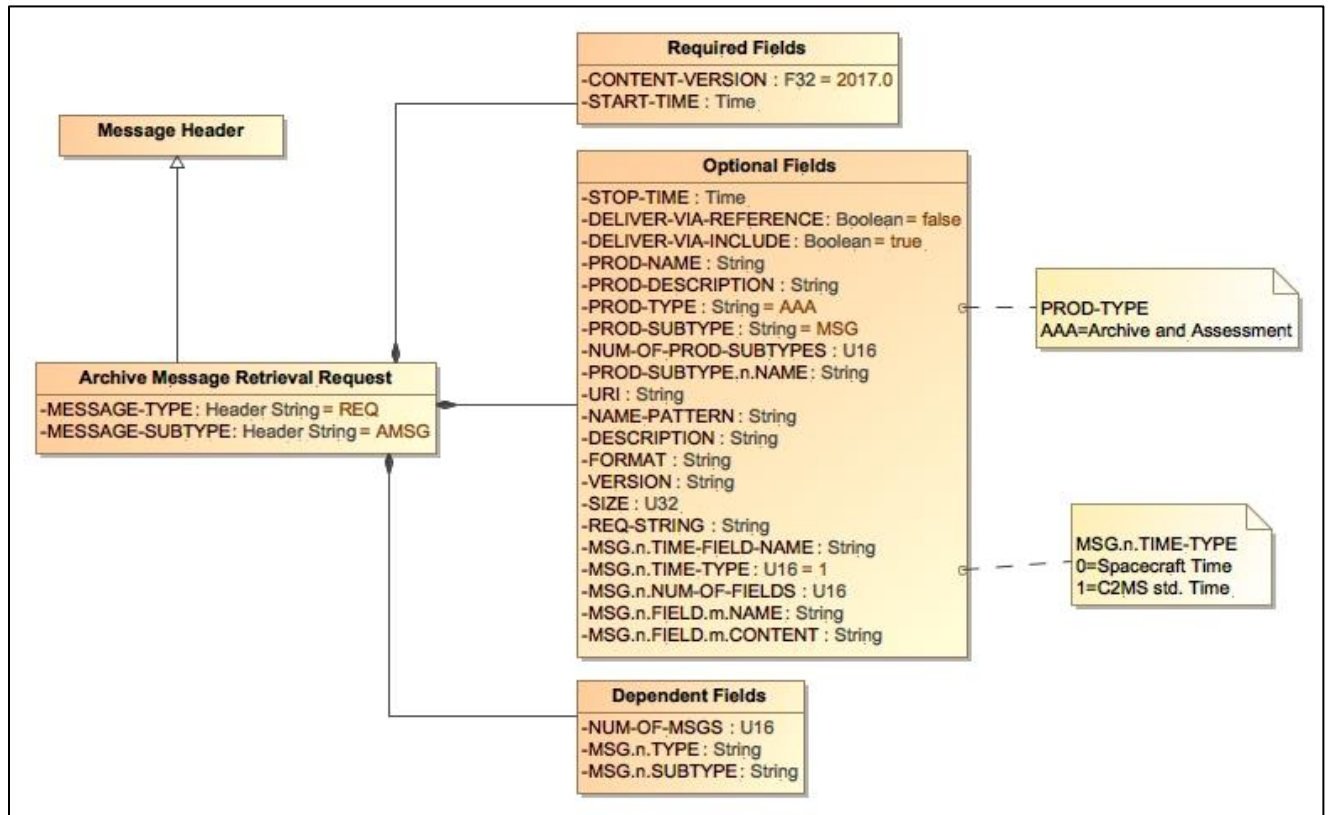 Required Fields
-CONTENT-VERSION : F32 = 2017.0
-START-TIME : Time
Message Header
Optional Fields
-STOP-TIME : Time
-DELIVER-VIA-REFERENCE : Boolean = false
-DELIVER-VIA-INCLUDE : Boolean = true
-PROD-NAME : String
-PROD-DESCRIPTION : String
-PROD-TYPE : String = AAA
-PROD-SUBTYPE : String = MSG
-NUM-OF-PROD-SUBTYPES : U16
-PROD-SUBTYPE.n.NAME : String
-URI : String
-NAME-PATTERN : String
-DESCRIPTION : String
-FORMAT : String
-VERSION : String
-SIZE : U32
-REQ-STRING : String
-MSG.n.TIME-FIELD-NAME : String
-MSG.n.TIME-TYPE : U16 = 1
-MSG.n.NUM-OF-FIELDS : U16
-MSG.n.FIELD.m.NAME : String
-MSG.n.FIELD.m.CONTENT : String
PROD-TYPE
AAA=Archive and Assessment
Archive Message Retrieval Request
-MESSAGE-TYPE : Header String = REQ
-MESSAGE-SUBTYPE : Header String = AMSG
MSG.n.TIME-TYPE
0=Spacecraft Time
1=C2MS std. Time
Dependent Fields
-NUM-OF-MSGS : U16
-MSG.n.TYPE : String
-MSG.n.SUBTYPE : String